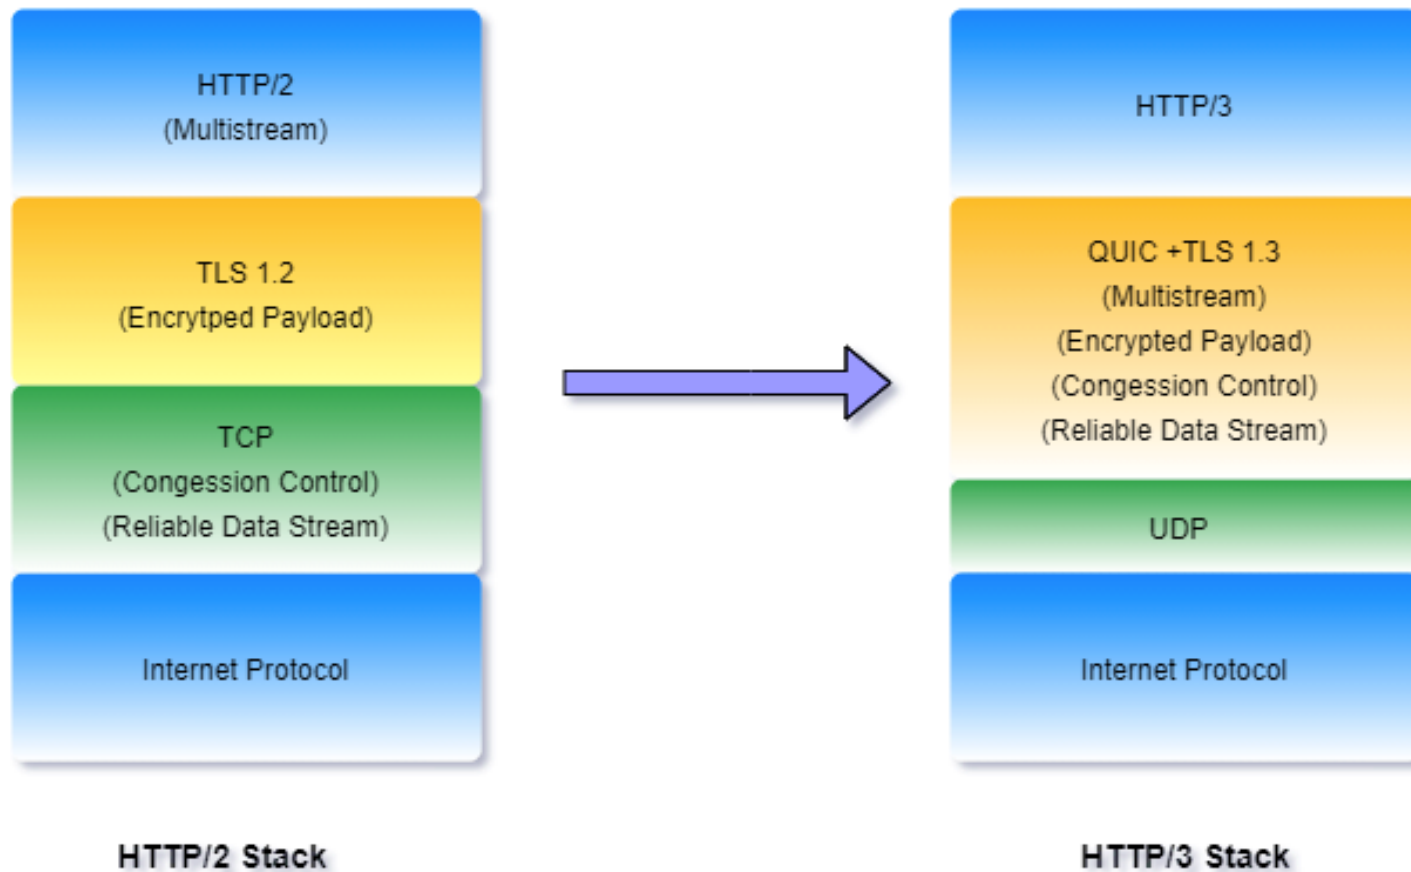 HTTP/2
(Multistream)
TLS 1.2
(Encrytped Payload)
TCP
(Congession Control)
(Reliable Data Stream)
Internet Protocol
HTTP/2 Stack
HTTP/3
QUIC +TLS 1.3
(Multistream)
(Encrypted Payload)
(Congession Control)
(Reliable Data Stream)
UDP
Internet Protocol
HTTP/3 Stack